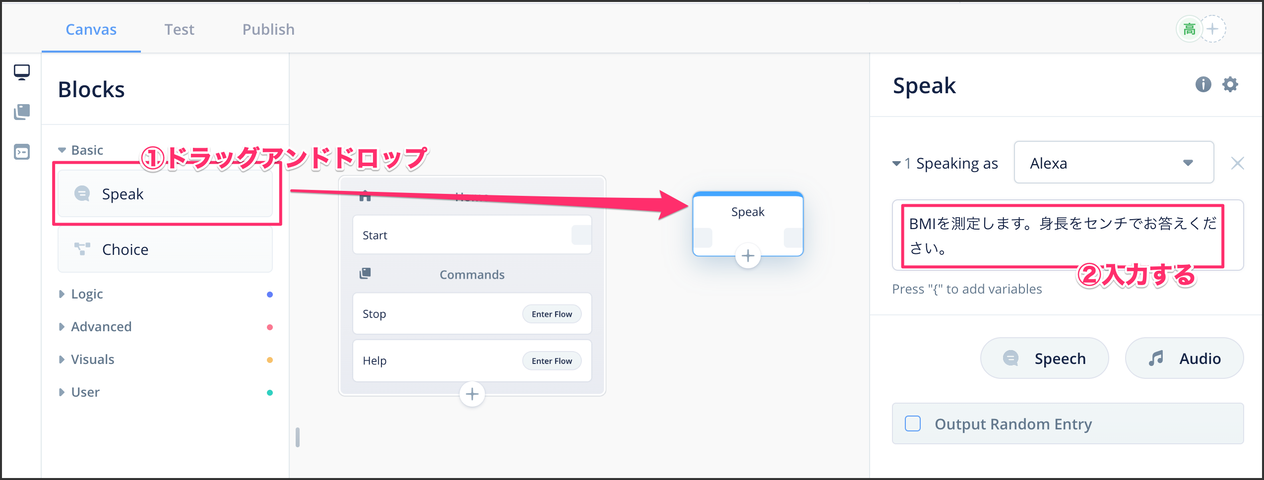 Canvas Test Publish
高
Blocks
Basic
①ドラッグアンドドロップ
Speak
Choice
Logic
Advanced
Visuals
User
Home
Start
Commands
Stop Enter Flow
Help Enter Flow
Speak
Speak
1 Speaking as Alexa
BMIを測定します。身長をセンチでお答えくだ
さい。
②入力する
Press "{" to add variables
Speech Audio
Output Random Entry